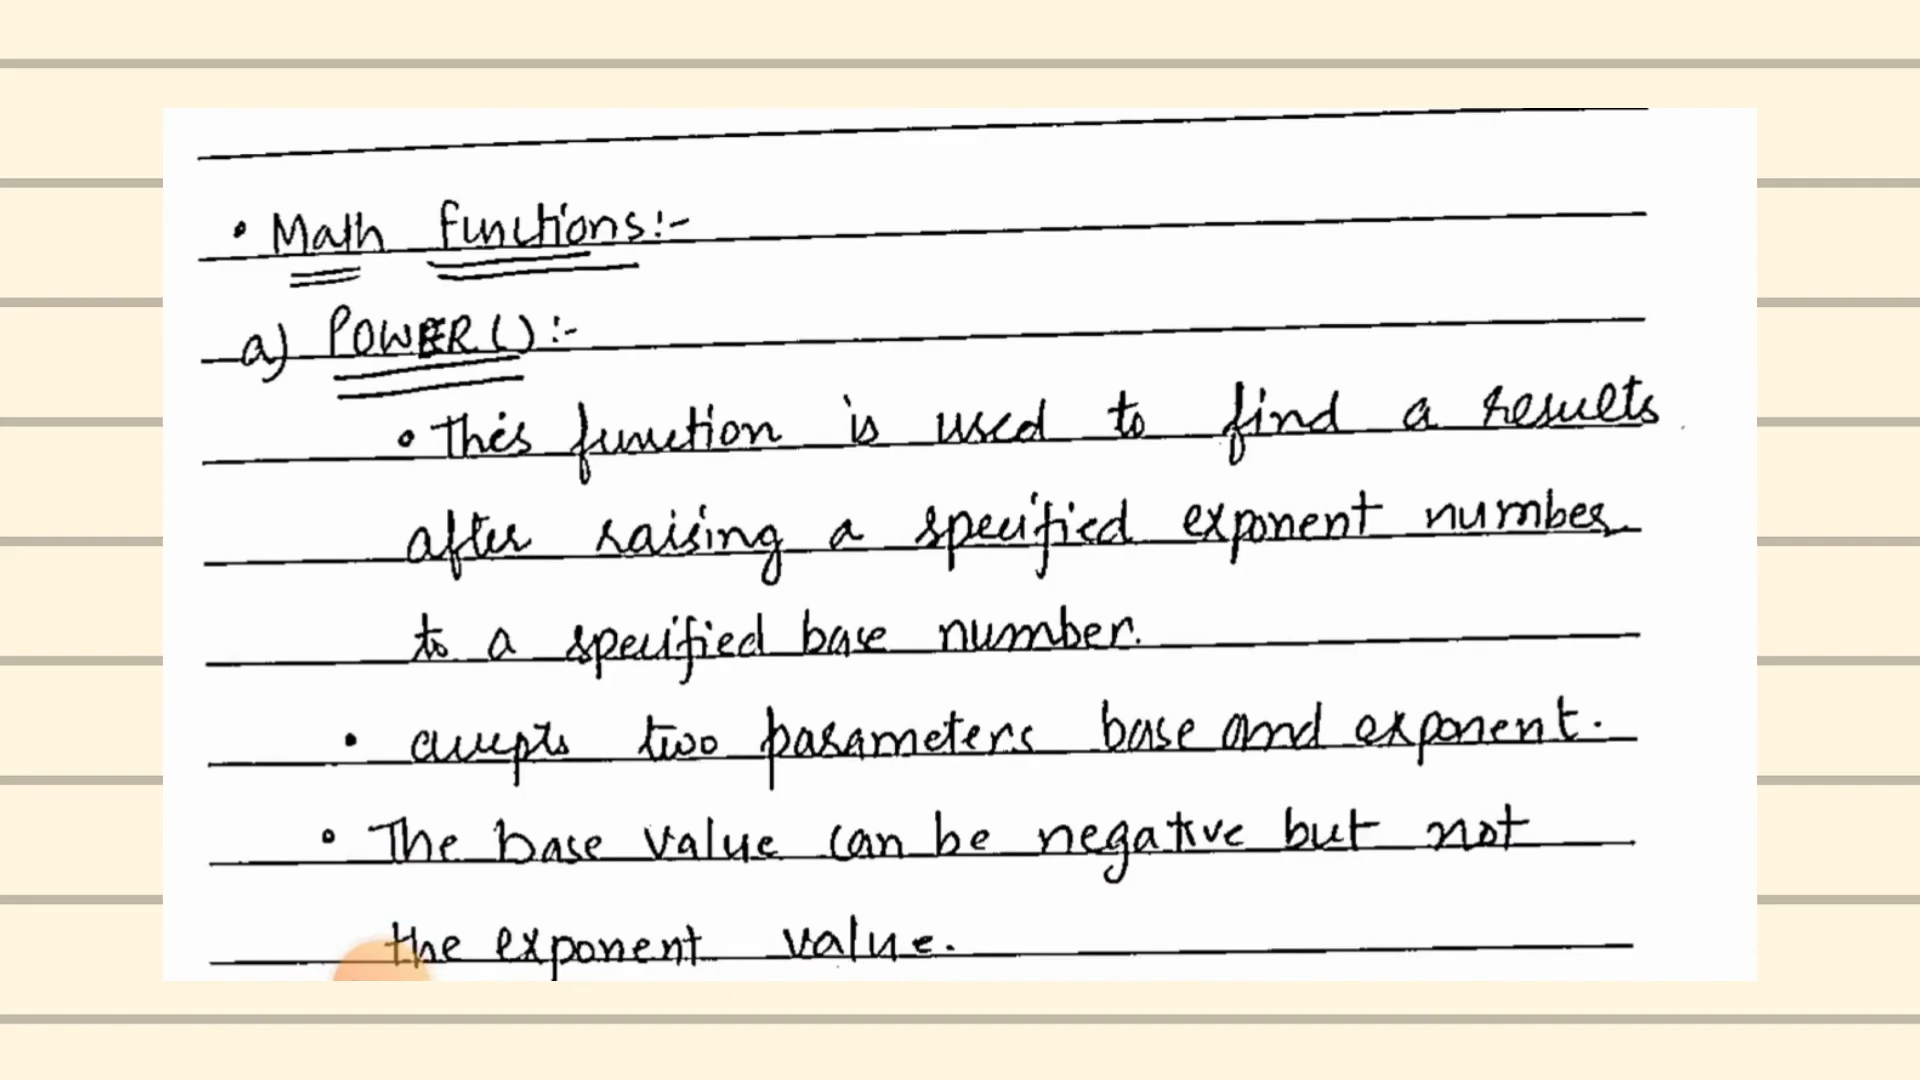 • Math functions:-
a) POWER():-
• This function is used to find a results
after raising a specified exponent number
to a specified base number.
• accepts two parameters base and exponent.
• The base value can be negative but not
the exponent value.